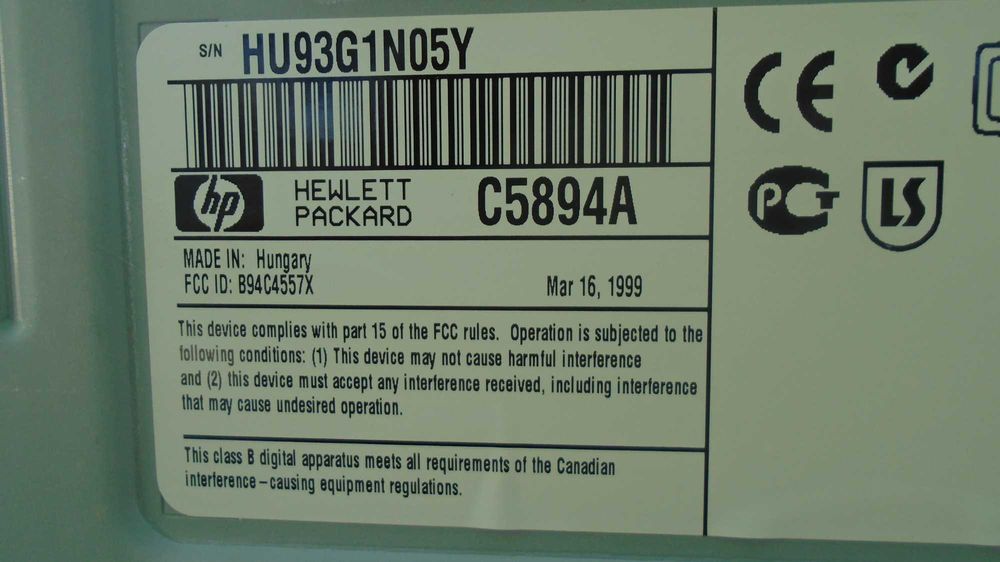 S/N HU93G1N05Y
hp HEWLETT PACKARD C5894A
MADE IN: Hungary
FCC ID: B94C4557X Mar 16, 1999
This device complies with part 15 of the FCC rules. Operation is subjected to the
following conditions: (1) This device may not cause harmful interference
and (2) this device must accept any interference received, including interference
that may cause undesired operation.
This class B digital apparatus meets all requirements of the Canadian
interference-causing equipment regulations.
CE
PCT
LS